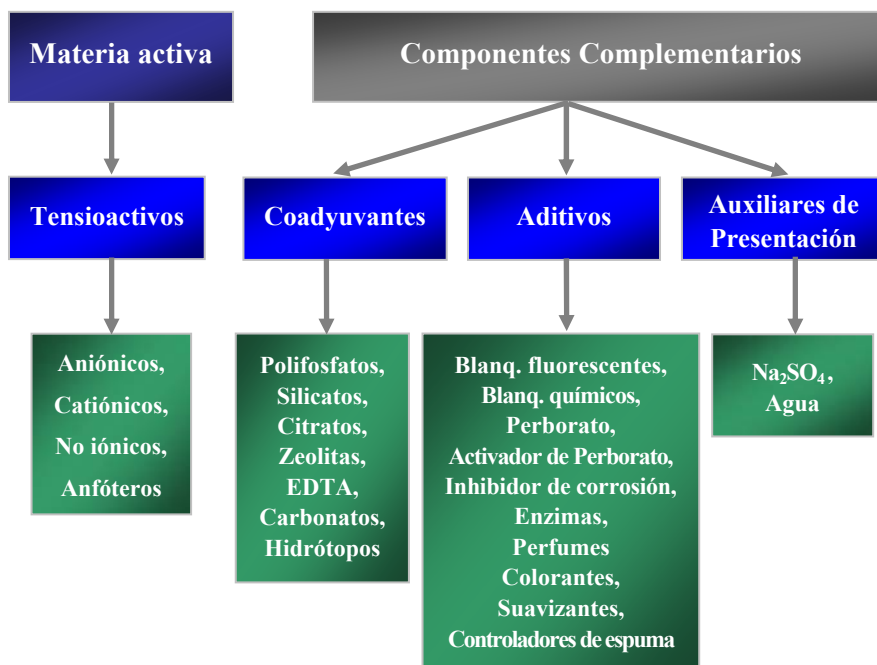 Materia activa
Componentes Complementarios
Tensioactivos
Coadyuvantes
Aditivos
Auxiliares de
Presentación
Aniónicos,
Catiónicos,
No iónicos,
Anfóteros
Polifosfatos,
Silicatos,
Citratos,
Zeolitas,
EDTA,
Carbonatos,
Hidrótopos
Blanq. fluorescentes,
Blanq. químicos,
Perborato,
Activador de Perborato,
Inhibidor de corrosión,
Enzimas,
Perfumes
Colorantes,
Suavizantes,
Controladores de espuma
Na₂SO₄ ,
Agua